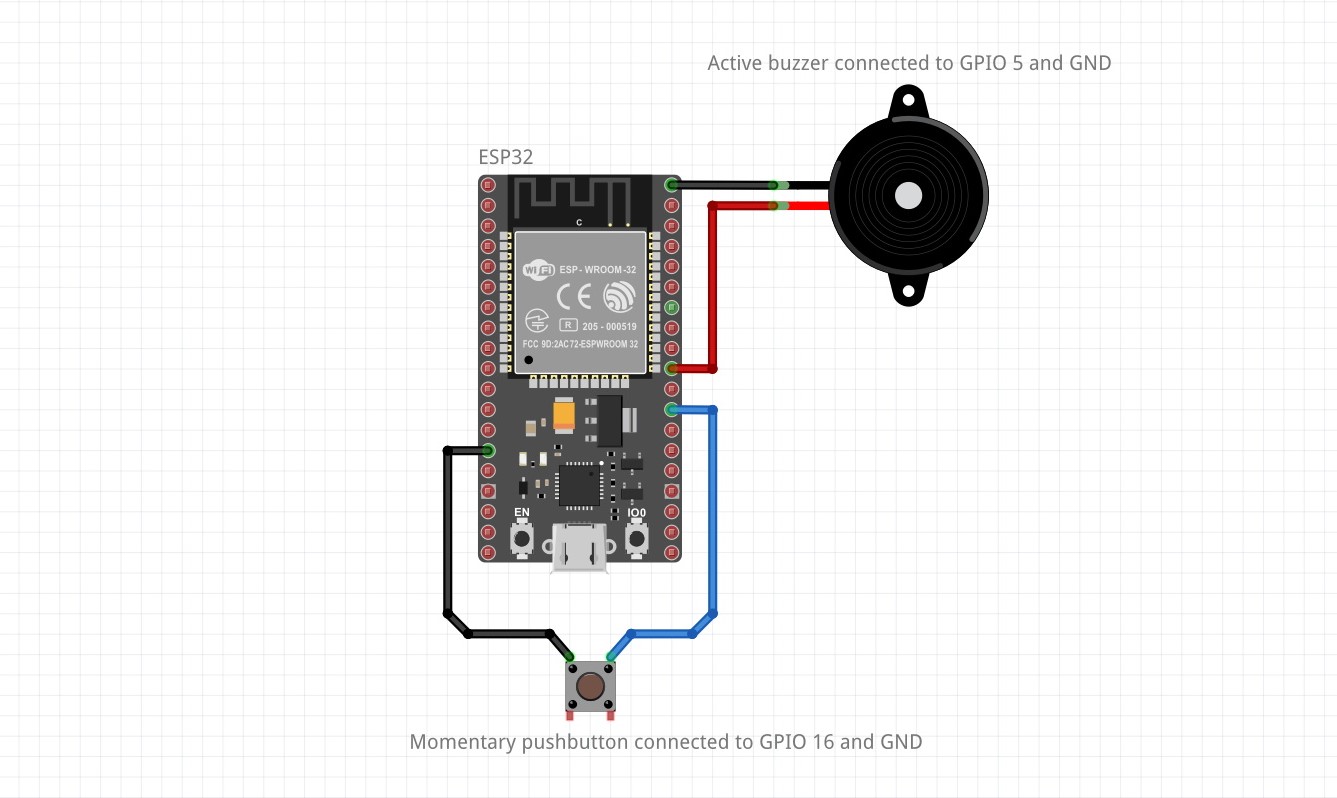 Active buzzer connected to GPIO 5 and GND
ESP32
C
WiFi ESP - WROOM -32
CE
R 205 - 000519
FCC 9D:2AC72-ESPWROOM 32
EN
IO0
Momentary pushbutton connected to GPIO 16 and GND